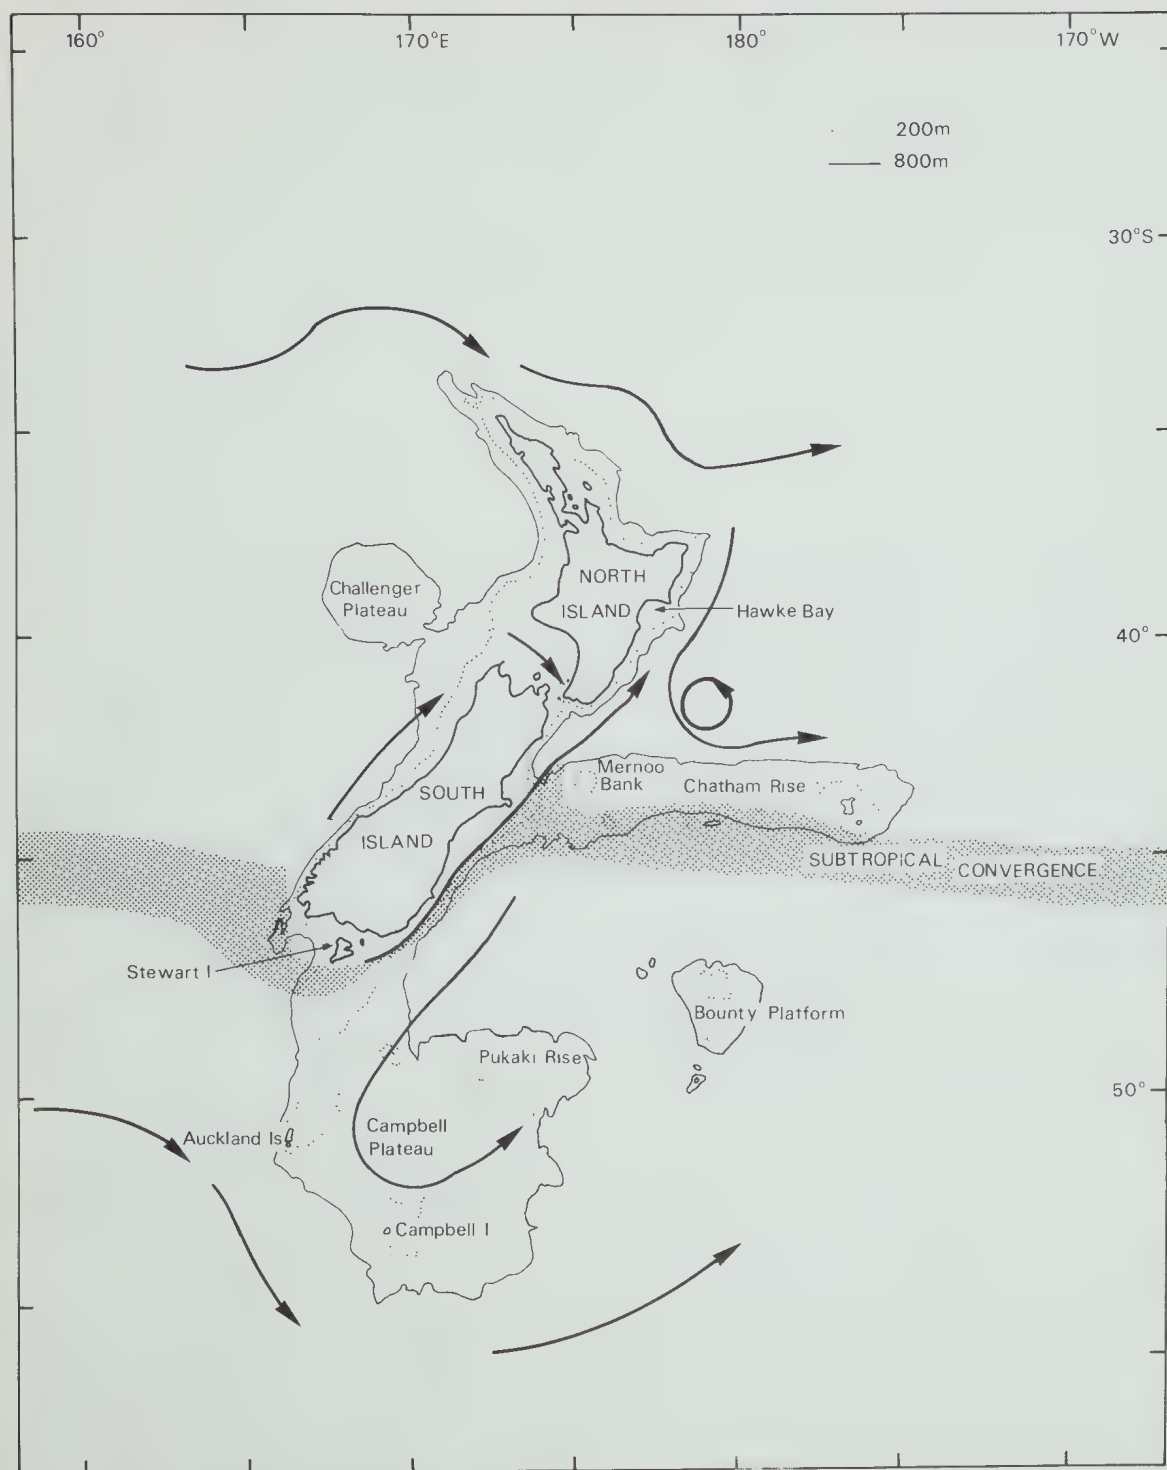 160°
170°E
180°
170°W
200m
800m
30°S
Challenger
Plateau
NORTH
ISLAND
Hawke Bay
40°
Mernoo
Bank
Chatham Rise
SOUTH
ISLAND
SUBTROPICAL CONVERGENCE
Stewart I
Bounty Platform
Pukaki Rise
50°
Auckland Is
Campbell
Plateau
Campbell I